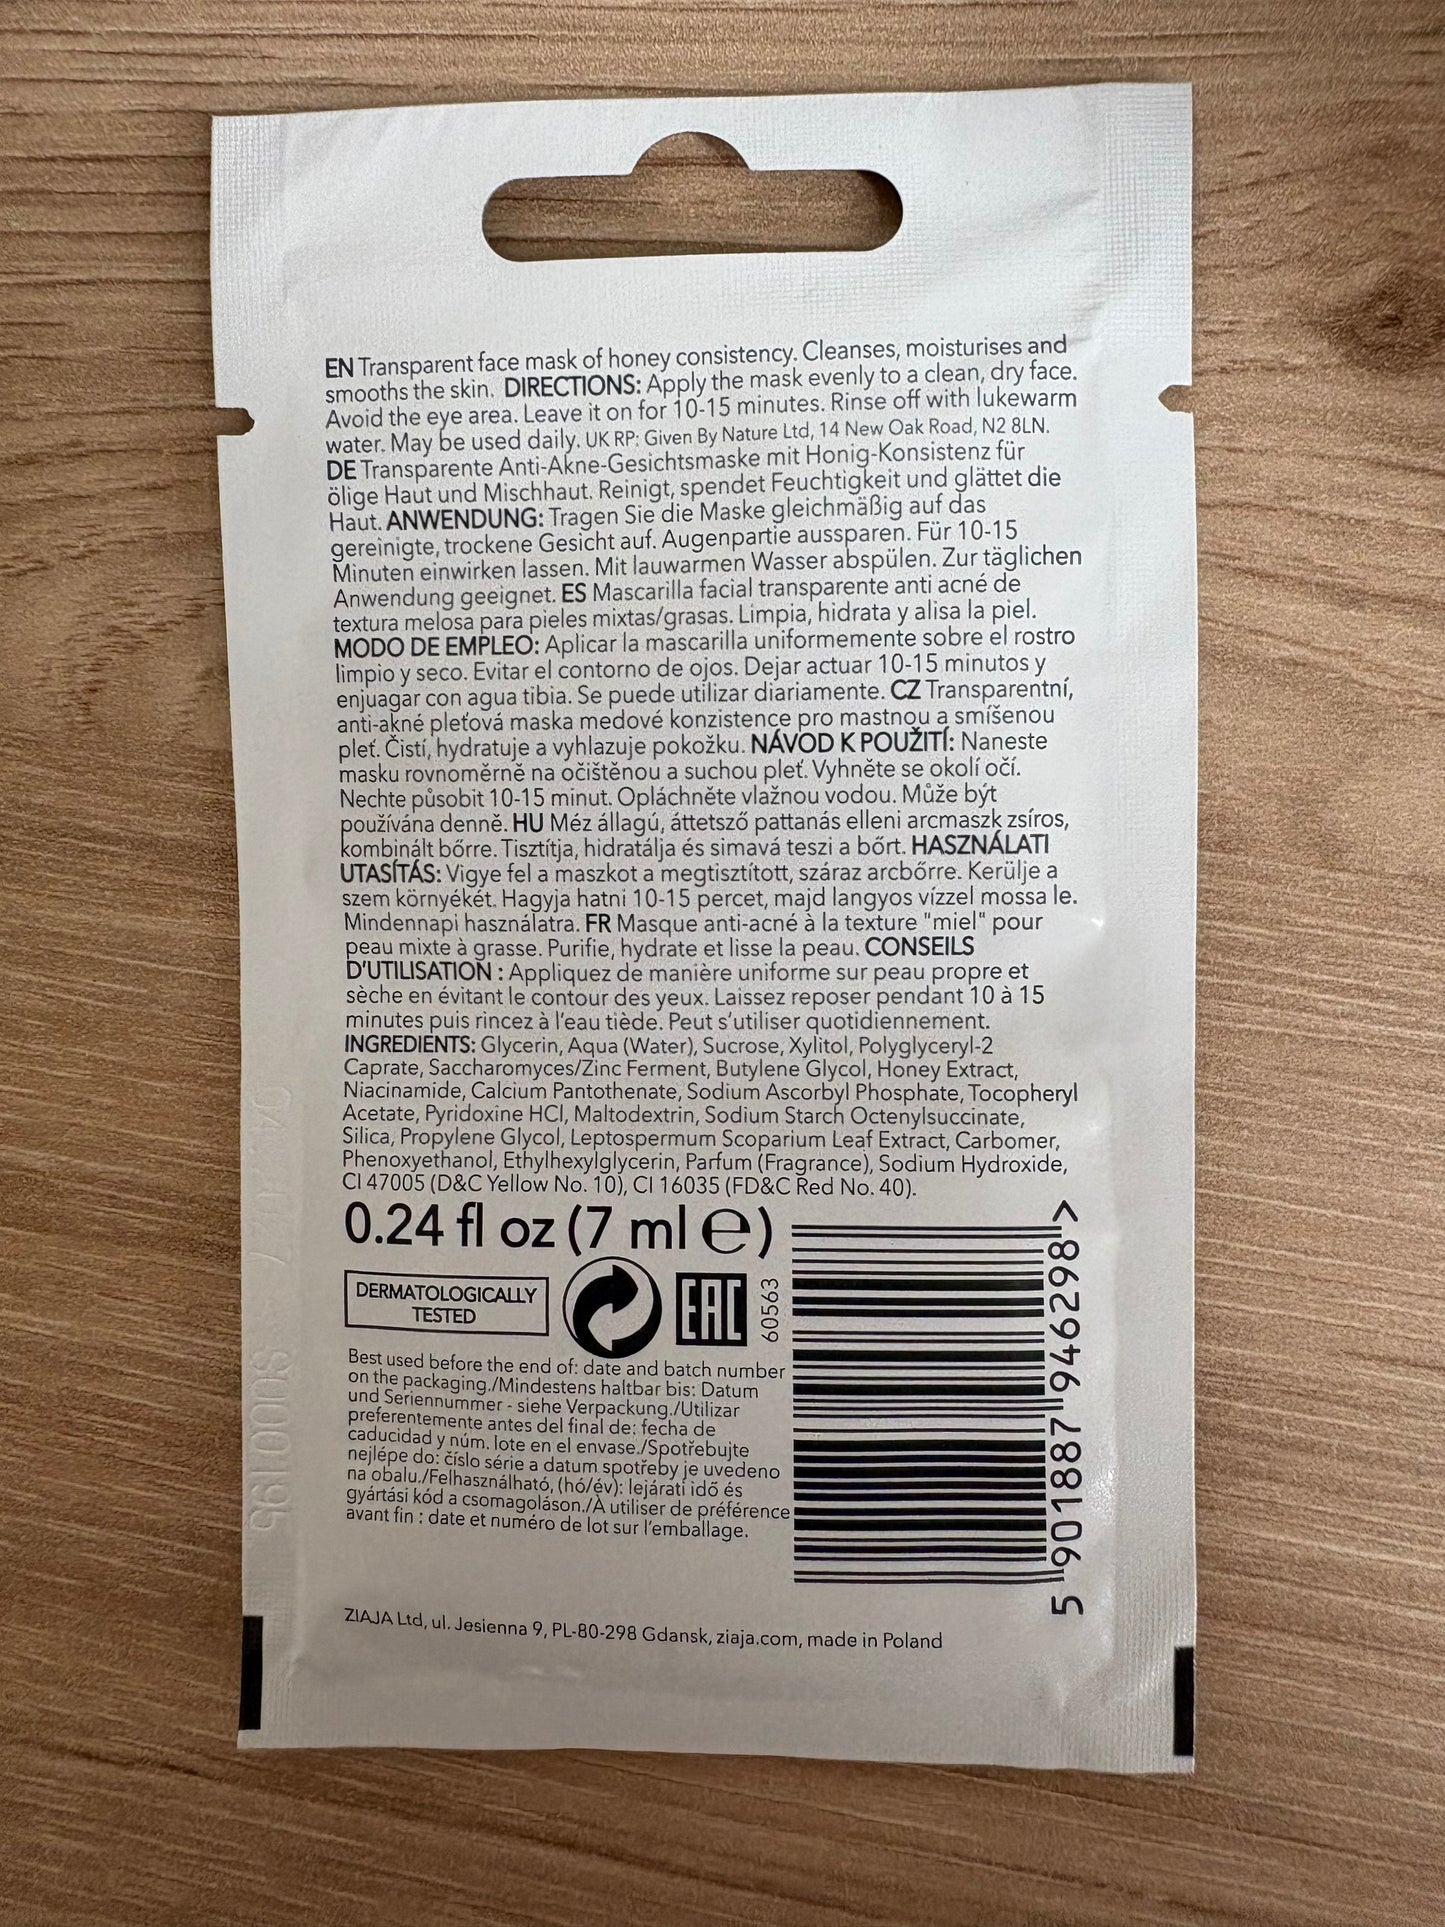 EN Transparent face mask of honey consistency. Cleanses, moisturises and
smooths the skin. DIRECTIONS: Apply the mask evenly to a clean, dry face.
Avoid the eye area. Leave it on for 10-15 minutes. Rinse off with lukewarm
water. May be used daily. UK RP: Given By Nature Ltd, 14 New Oak Road, N2 8LN.
DE Transparente Anti-Akne-Gesichtsmaske mit Honig-Konsistenz für
ölige Haut und Mischhaut. Reinigt, spendet Feuchtigkeit und glättet die
Haut. ANWENDUNG: Tragen Sie die Maske gleichmäßig auf das
gereinigte, trockene Gesicht auf. Augenpartie aussparen. Für 10-15
Minuten einwirken lassen. Mit lauwarmen Wasser abspülen. Zur täglichen
Anwendung geeignet. ES Mascarilla facial transparente anti acné de
textura melosa para pieles mixtas/grasas. Limpia, hidrata y alisa la piel.
MODO DE EMPLEO: Aplicar la mascarilla uniformemente sobre el rostro
limpio y seco. Evitar el contorno de ojos. Dejar actuar 10-15 minutos y
enjuagar con agua tibia. Se puede utilizar diariamente. CZ Transparentní,
anti-akné pleťová maska medové konzistence pro mastnou a smíšenou
pleť. Čistí, hydratuje a vyhlazuje pokožku. NÁVOD K POUŽITÍ: Naneste
masku rovnoměrně na očištěnou a suchou pleť. Vyhněte se okolí očí.
Nechte působit 10-15 minut. Opláchněte vlažnou vodou. Může být
používána denně. HU Méz állagú, áttetsző pattanás elleni arcmaszk zsíros,
kombinált bőrre. Tisztítja, hidratálja és simavá teszi a bőrt. HASZNÁLATI
UTASÍTÁS: Vigye fel a maszkot a megtisztított, száraz arcbőrre. Kerülje a
szem környékét. Hagyja hatni 10-15 percet, majd langyos vízzel mossa le.
Mindennapi használatra. FR Masque anti-acné à la texture "miel" pour
peau mixte à grasse. Purifie, hydrate et lisse la peau. CONSEILS
D'UTILISATION : Appliquez de manière uniforme sur peau propre et
sèche en évitant le contour des yeux. Laissez reposer pendant 10 à 15
minutes puis rincez à l'eau tiède. Peut s'utiliser quotidiennement.
INGREDIENTS: Glycerin, Aqua (Water), Sucrose, Xylitol, Polyglyceryl-2
Caprate, Saccharomyces/Zinc Ferment, Butylene Glycol, Honey Extract,
Niacinamide, Calcium Pantothenate, Sodium Ascorbyl Phosphate, Tocopheryl
Acetate, Pyridoxine HCl, Maltodextrin, Sodium Starch Octenylsuccinate,
Silica, Propylene Glycol, Leptospermum Scoparium Leaf Extract, Carbomer,
Phenoxyethanol, Ethylhexylglycerin, Parfum (Fragrance), Sodium Hydroxide,
CI 47005 (D&C Yellow No. 10), CI 16035 (FD&C Red No. 40).
0.24 fl oz (7 ml ℮)
DERMATOLOGICALLY
TESTED
EAC
60563
5 901887 946298 >
Best used before the end of: date and batch number
on the packaging./Mindestens haltbar bis: Datum
und Seriennummer - siehe Verpackung./Utilizar
preferentemente antes del final de: fecha de
caducidad y núm. lote en el envase./Spotřebujte
nejlépe do: číslo série a datum spotřeby je uvedeno
na obalu./Felhasználható, (hó/év): lejárati idő és
gyártási kód a csomagoláson./À utiliser de préférence
avant fin : date et numéro de lot sur l'emballage.
ZIAJA Ltd, ul. Jesienna 9, PL-80-298 Gdansk, ziaja.com, made in Poland